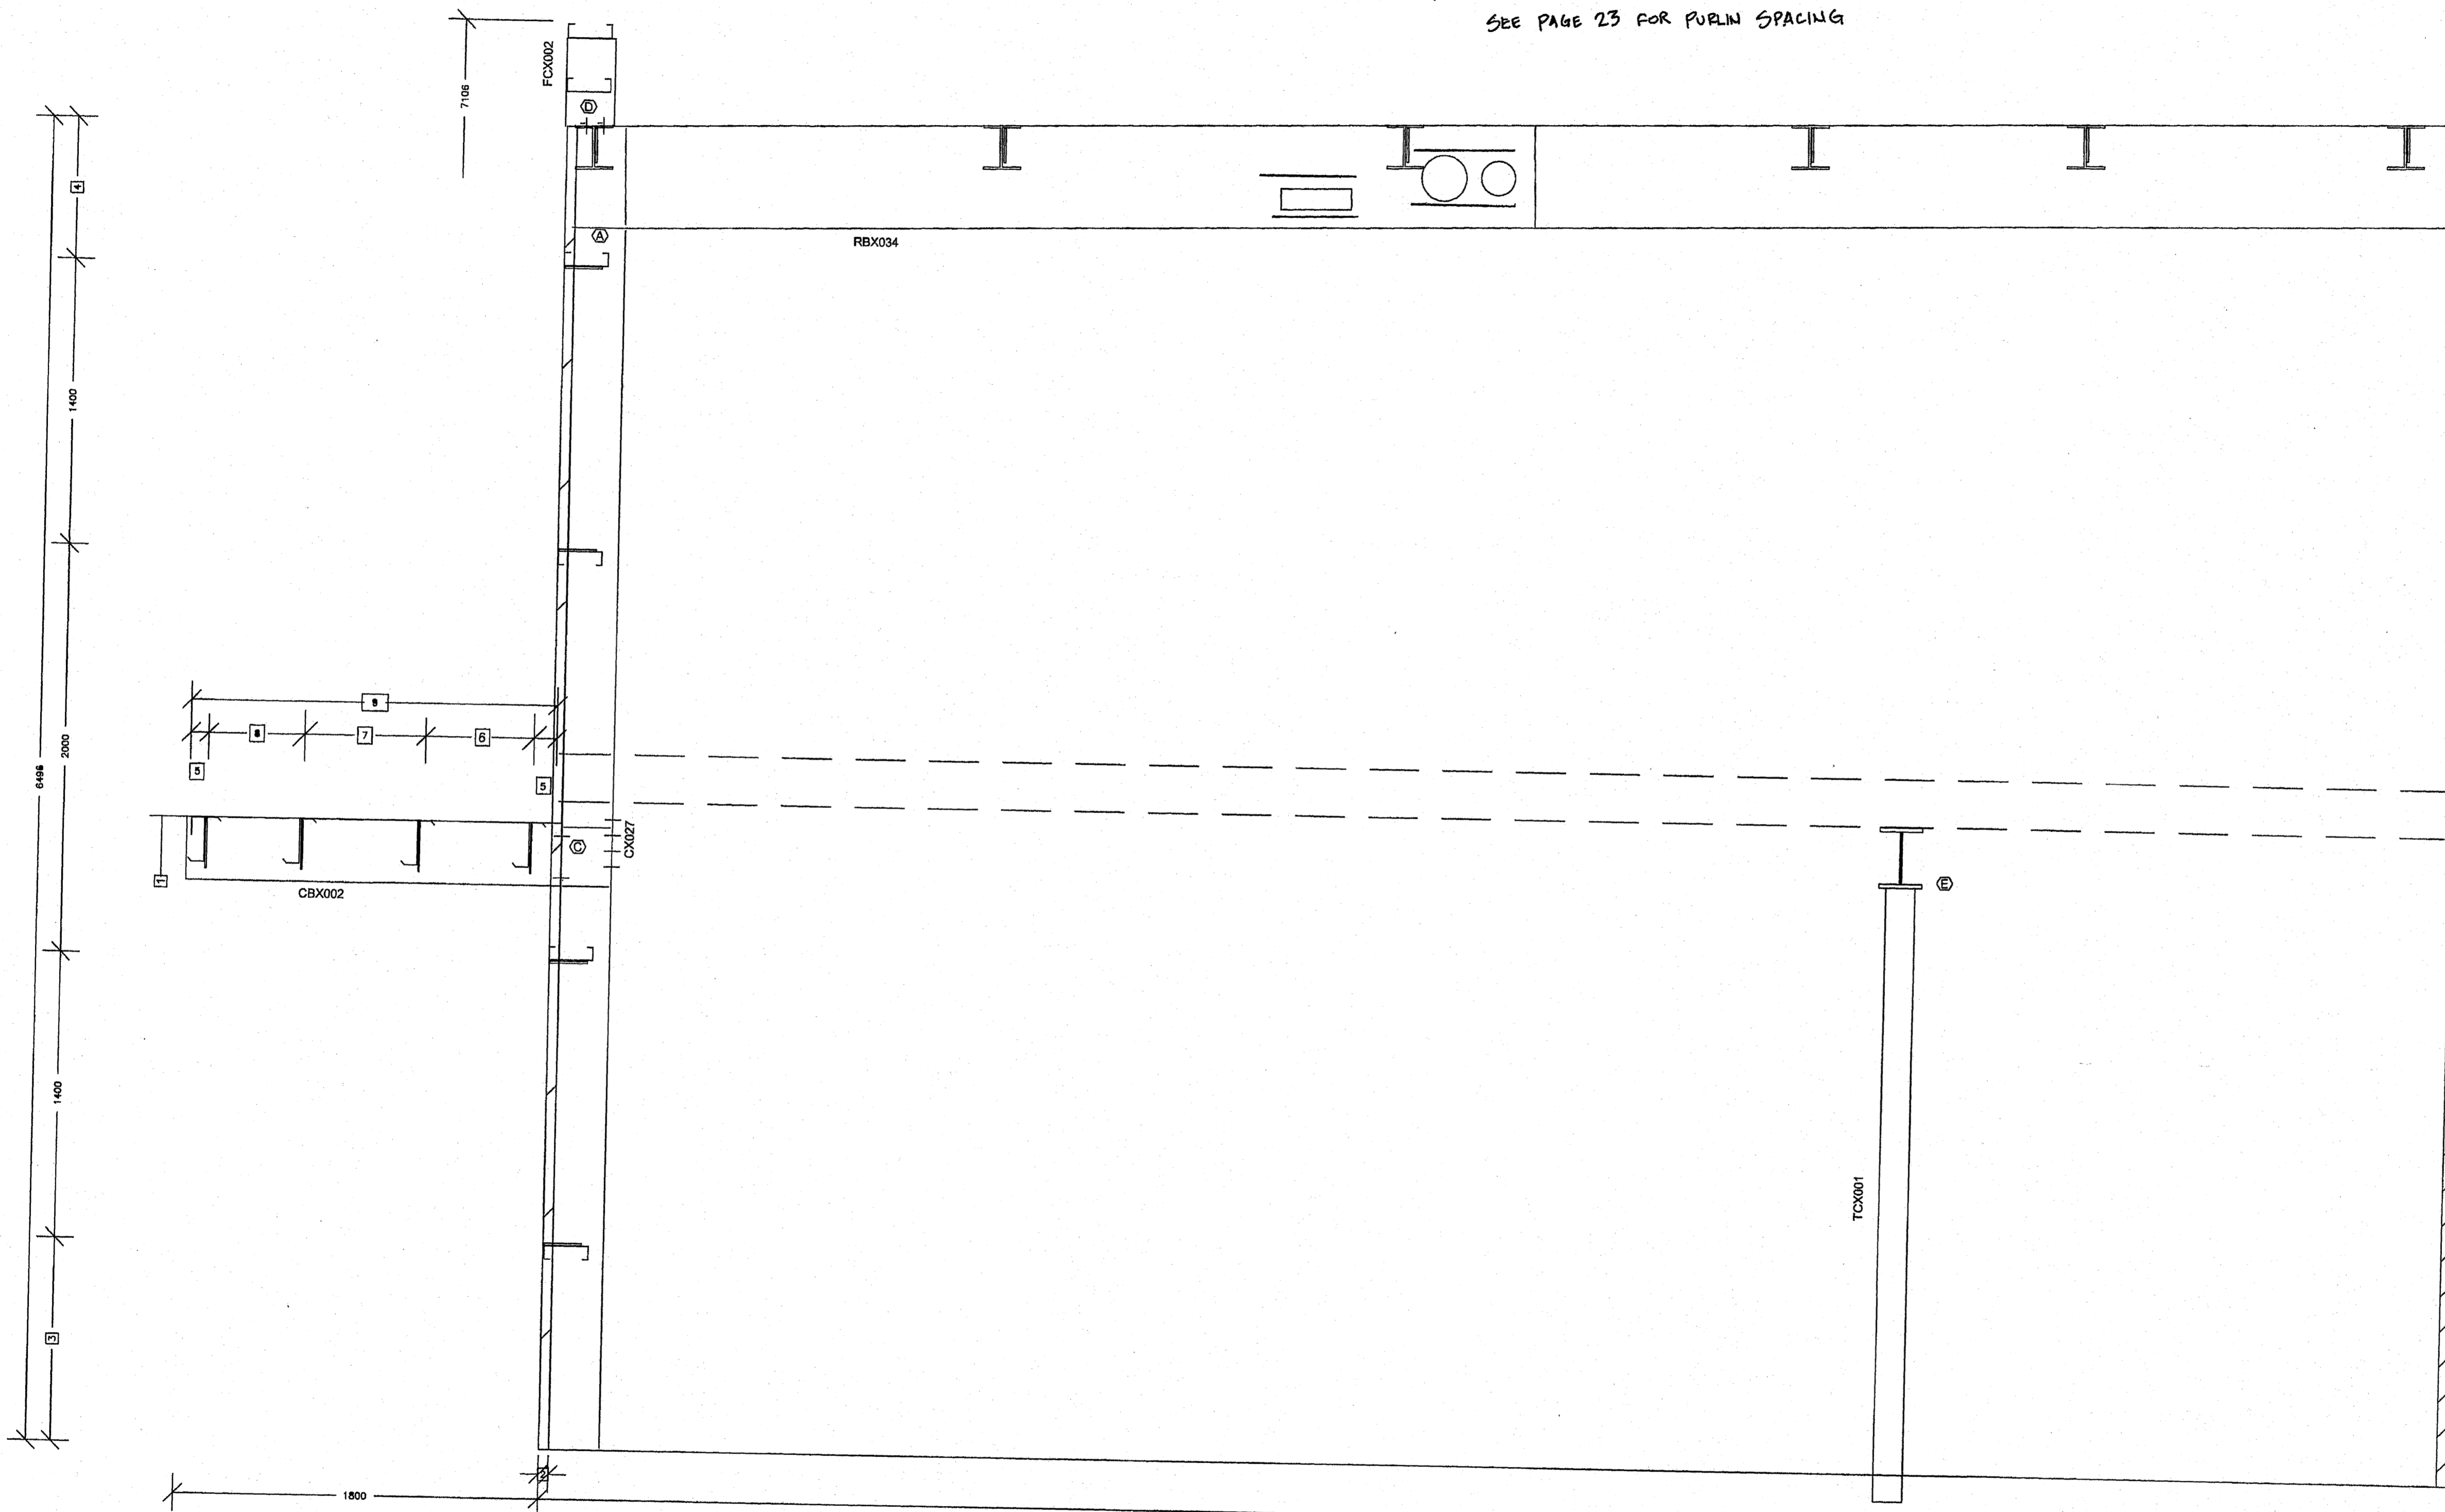 SEE PAGE 23 FOR PURLIN SPACING
7106
FCX002
D
4
A
RBX034
1400
9
8
7
6
2000
6496
5
5
1
C
CX027
CBX002
E
1400
TCX001
3
2
1800